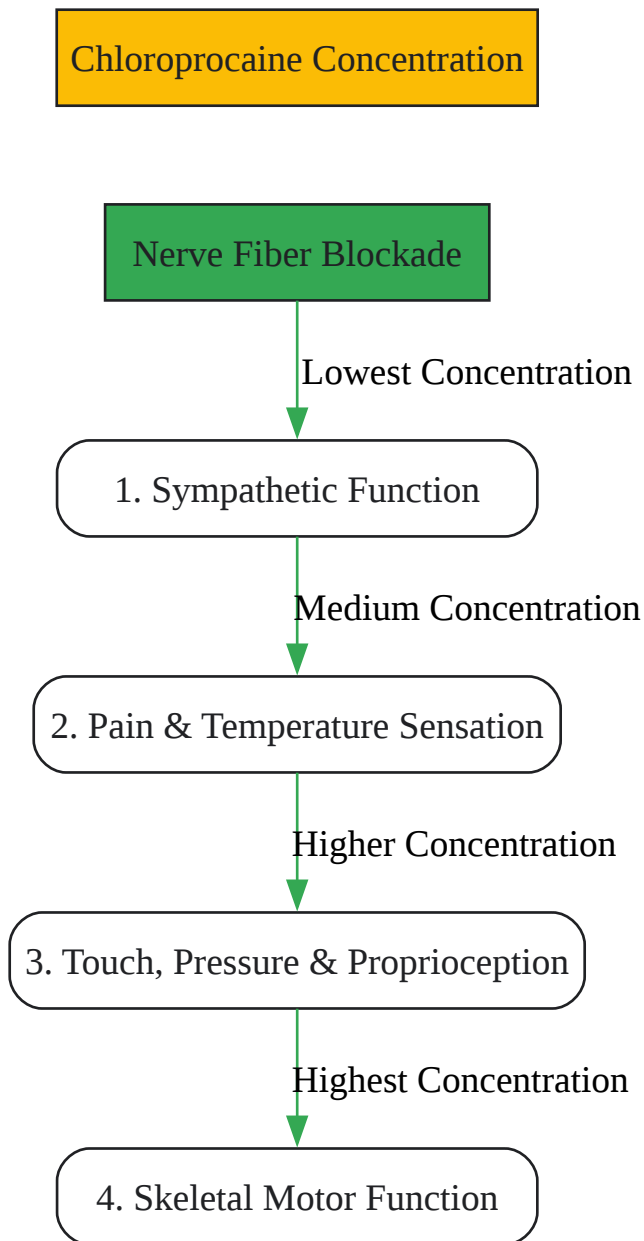 Chloroprocaine Concentration
Nerve Fiber Blockade
Lowest Concentration
1. Sympathetic Function
Medium Concentration
2. Pain & Temperature Sensation
Higher Concentration
3. Touch, Pressure & Proprioception
Highest Concentration
4. Skeletal Motor Function